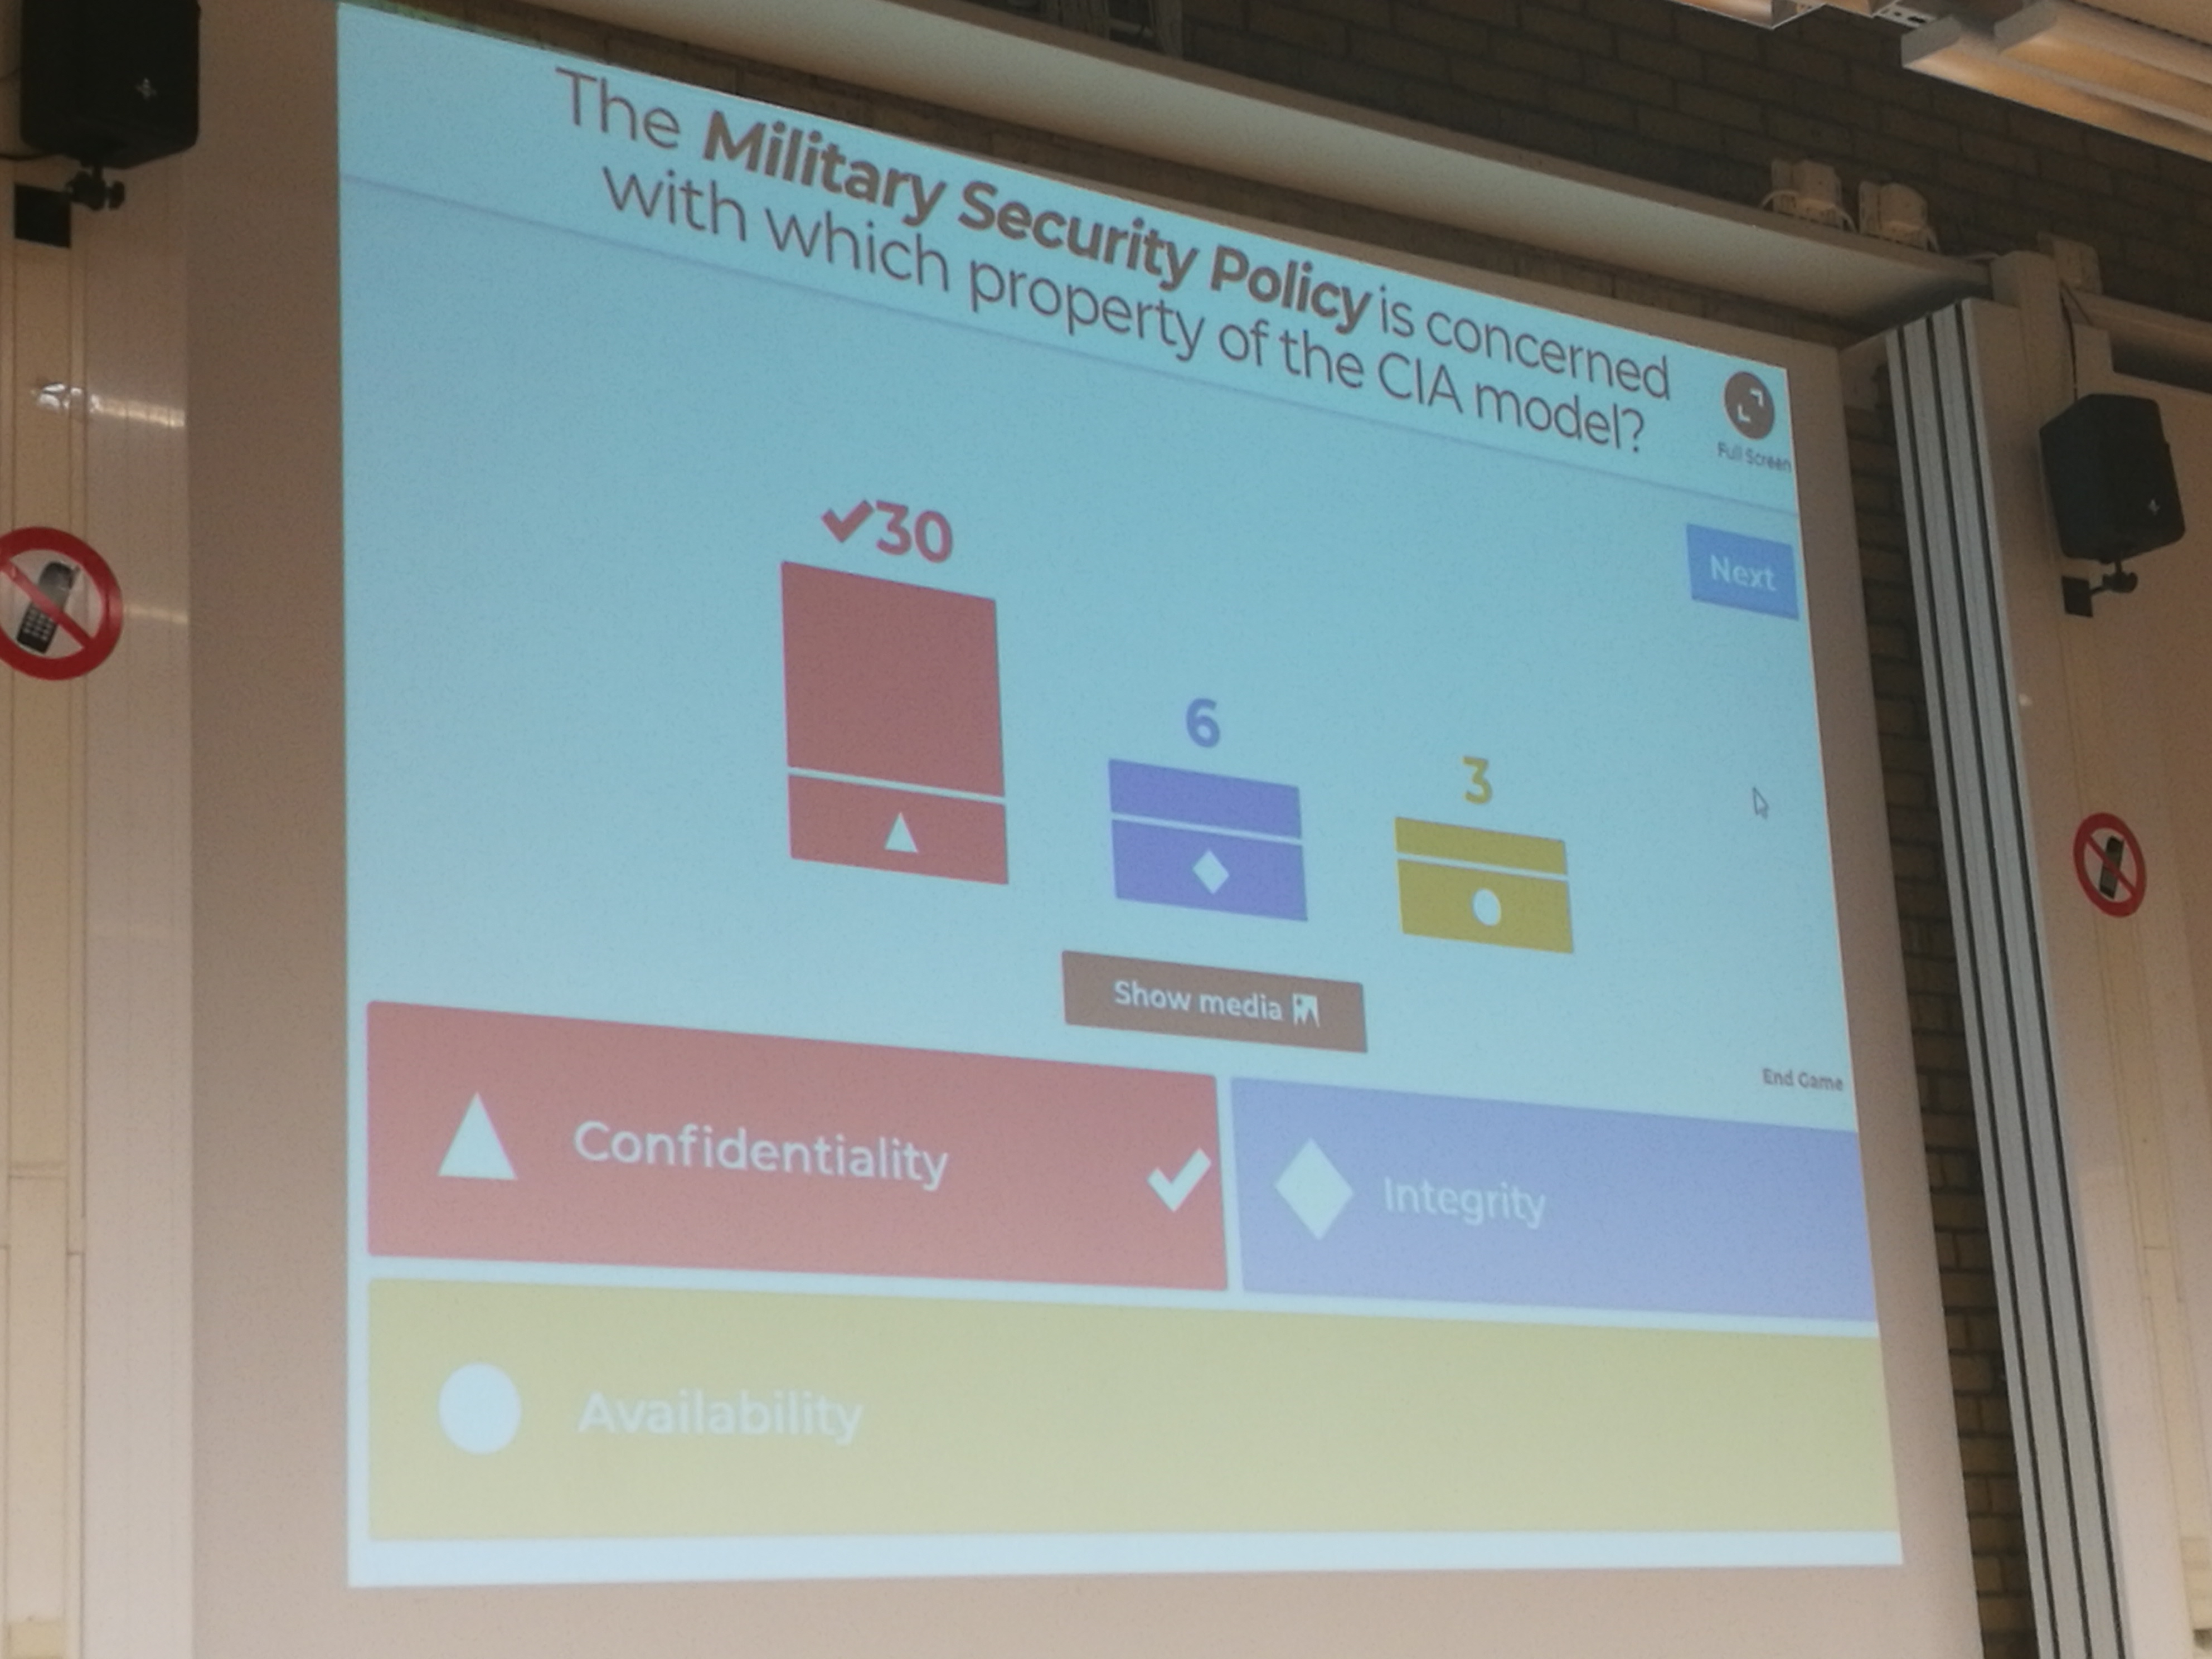 The Military Security Policy is concerned
with which property of the CIA model?
Full Screen
Next
30
6
3
Show media
End Game
Confidentiality
Integrity
Availability